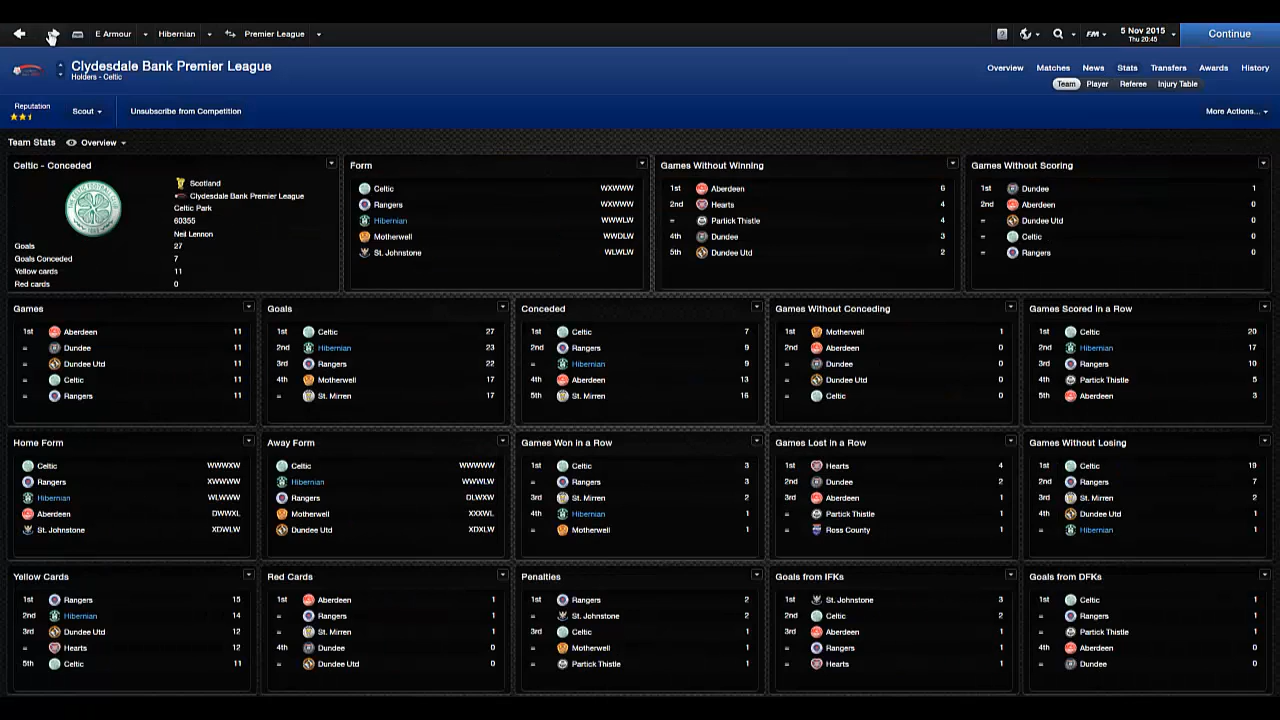 E Armour Hibernian Premier League FM 5 Nov 2015 Thu 20:45 Continue
Clydesdale Bank Premier League
Holders - Celtic
Overview Matches News Stats Transfers Awards History
Team Player Referee Injury Table
Reputation
Scout Unsubscribe from Competition More Actions...
Team Stats Overview
Celtic - Conceded
Scotland
Clydesdale Bank Premier League
Celtic Park
60355
Neil Lennon
Goals 27
Goals Conceded 7
Yellow cards 11
Red cards 0
Form
Celtic WXWWW
Rangers WXWWW
Hibernian WWWLW
Motherwell WWDLW
St. Johnstone WLWLW
Games Without Winning
1st Aberdeen 6
2nd Hearts 4
= Partick Thistle 4
4th Dundee 3
5th Dundee Utd 2
Games Without Scoring
1st Dundee 1
2nd Aberdeen 0
= Dundee Utd 0
= Celtic 0
= Rangers 0
Games
1st Aberdeen 11
= Dundee 11
= Dundee Utd 11
= Celtic 11
= Rangers 11
Goals
1st Celtic 27
2nd Hibernian 23
3rd Rangers 22
4th Motherwell 17
= St. Mirren 17
Conceded
1st Celtic 7
2nd Rangers 9
= Hibernian 9
4th Aberdeen 13
5th St. Mirren 16
Games Without Conceding
1st Motherwell 1
2nd Aberdeen 0
= Dundee 0
= Dundee Utd 0
= Celtic 0
Games Scored in a Row
1st Celtic 20
2nd Hibernian 17
3rd Rangers 10
4th Partick Thistle 5
5th Aberdeen 3
Home Form
Celtic WWWXW
Rangers XWWWW
Hibernian WLWWW
Aberdeen DWWXL
St. Johnstone XDWLW
Away Form
Celtic WWWWW
Hibernian WWWLW
Rangers DLWXW
Motherwell XXXWL
Dundee Utd XDXLW
Games Won in a Row
1st Celtic 3
= Rangers 3
3rd St. Mirren 2
4th Hibernian 1
= Motherwell 1
Games Lost in a Row
1st Hearts 4
2nd Dundee 2
3rd Aberdeen 1
= Partick Thistle 1
= Ross County 1
Games Without Losing
1st Celtic 19
2nd Rangers 7
3rd St. Mirren 2
4th Dundee Utd 1
= Hibernian 1
Yellow Cards
1st Rangers 15
2nd Hibernian 14
3rd Dundee Utd 12
= Hearts 12
5th Celtic 11
Red Cards
1st Aberdeen 1
= Rangers 1
= St. Mirren 1
4th Dundee 0
= Dundee Utd 0
Penalties
1st Rangers 2
= St. Johnstone 2
3rd Celtic 1
= Motherwell 1
= Partick Thistle 1
Goals from IFKs
1st St. Johnstone 3
2nd Celtic 2
3rd Aberdeen 1
= Rangers 1
= Hearts 1
Goals from DFKs
1st Celtic 1
= Rangers 1
= Partick Thistle 1
4th Aberdeen 0
= Dundee 0